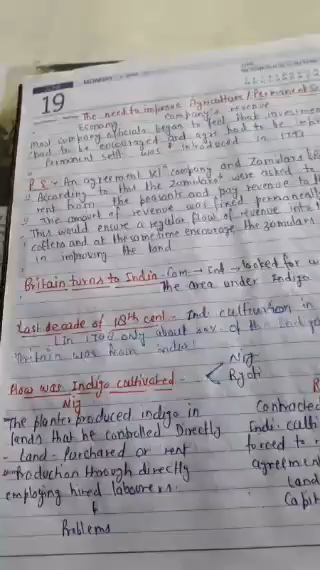 19
MONDAY
The need to improve Agriculture / Permanent Se
Economy company's revenue
Most company officials began to feel that investmen
had to be encouraged and agri had to be
Permanent settl. was introduced in 1793
P.S - An agreement company and zamindars
According to that the zamindars were asked to
rent from the peasants and pay revenue to
The amount of revenue was fixed permanently
This would ensure a regular flow of revenue into
coffers and at the same time encourage the zamindars
in improving the land
Britain turns to India - Com → Ent → looked for w
The area under Indigo
Last decade of 18th cent - Ind. cultivation in
In only about of the
Britain was from india!
How was Indigo cultivated - Nij
Ryoti
Nij
The planter produced indigo in
lands that he controlled Directly
- Land - Purchased or rent
Production through directly
employing hired labourers.
Problems
R
Contracted
Indi. culti
forced to
agreement
Land
Capi